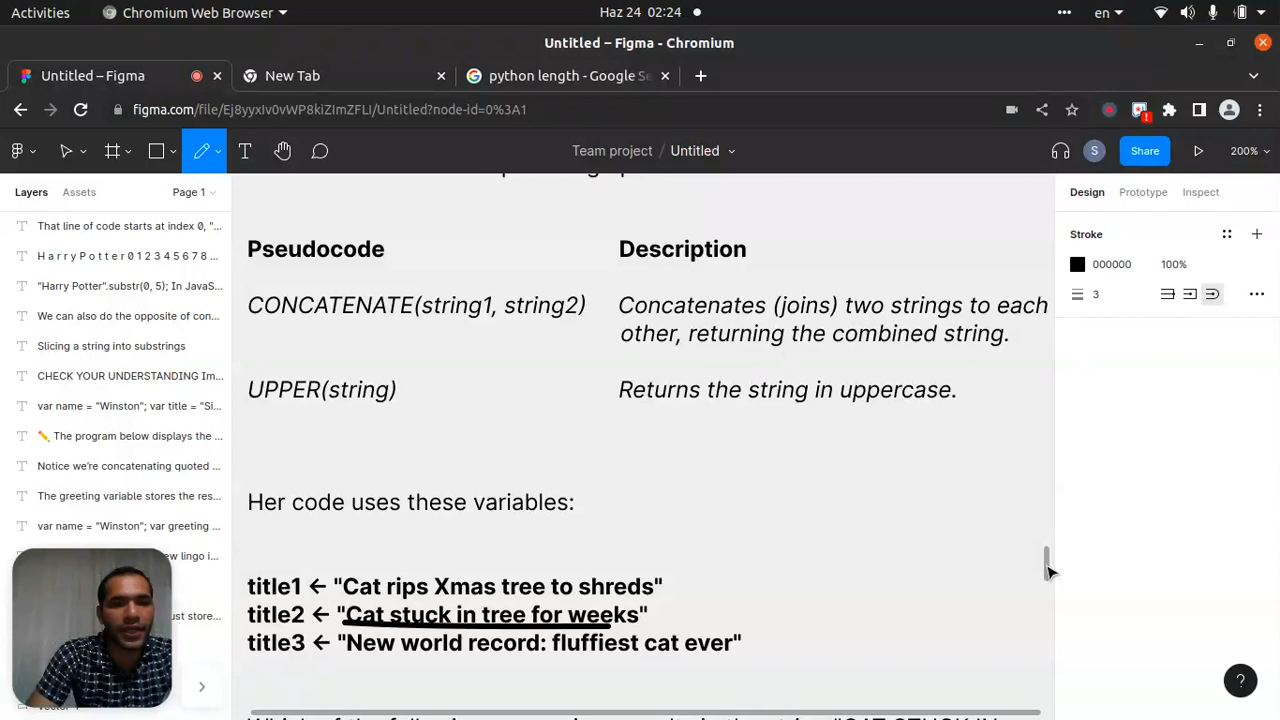 Activities Chromium Web Browser Haz 24 02:24 en
Untitled – Figma - Chromium
Untitled – Figma New Tab python length - Google Se
figma.com/file/Ej8yyxIv0vWP8kiZImZFLI/Untitled?node-id=0%3A1
Team project / Untitled S Share 200%
Layers Assets Page 1 Design Prototype Inspect
That line of code starts at index 0, "...
H a r r y P o t t e r 0 1 2 3 4 5 6 7 8 ...
"Harry Potter".substr(0, 5); In JavaS...
We can also do the opposite of con...
Slicing a string into substrings
CHECK YOUR UNDERSTANDING Im...
var name = "Winston"; var title = "Si...
✏️ The program below displays the ...
Notice we're concatenating quoted ...
The greeting variable stores the res...
var name = "Winston"; var greeting ...
ew lingo i...
ust store...
Stroke
000000 100%
3
Pseudocode Description
CONCATENATE(string1, string2) Concatenates (joins) two strings to each
other, returning the combined string.
UPPER(string) Returns the string in uppercase.
Her code uses these variables:
title1 ← "Cat rips Xmas tree to shreds"
title2 ← "Cat stuck in tree for weeks"
title3 ← "New world record: fluffiest cat ever"
?